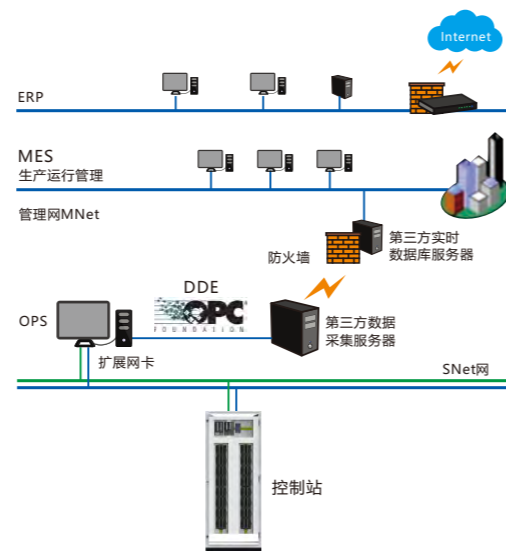 Internet
ERP
MES
生产运行管理
管理网MNet
防火墙
第三方实时
数据库服务器
DDE
OPC
FOUNDATION
OPS
扩展网卡
第三方数据
采集服务器
SNet网
控制站